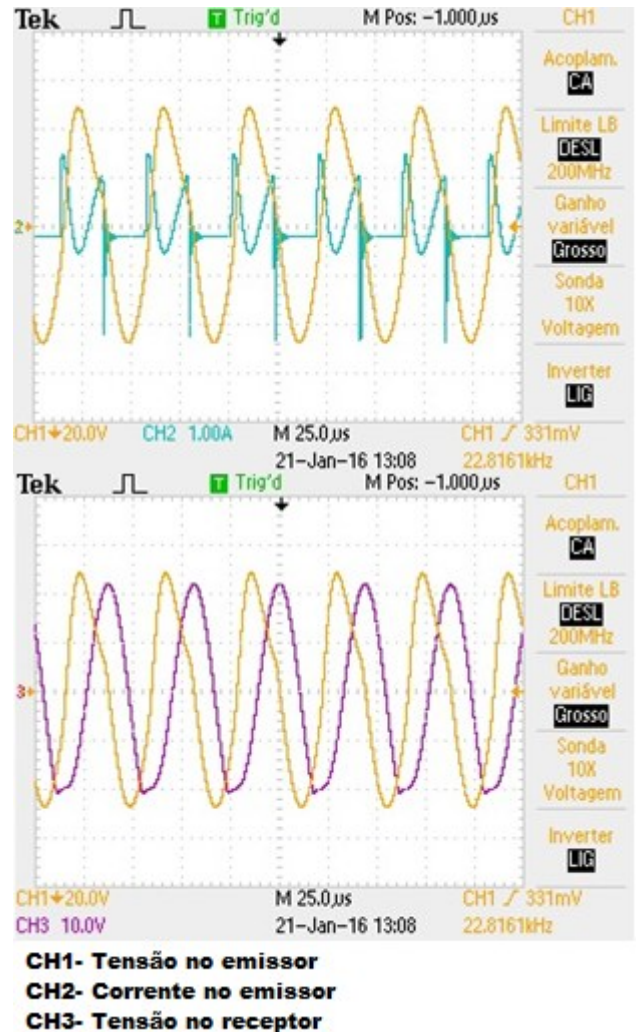 Tek Trig'd M Pos: -1.000us CH1
Acoplam.
CA
Limite LB
DESL
200MHz
2
Ganho
variável
Grosso
Sonda
10X
Voltagem
Inverter
LIG
CH1 20.0V CH2 1.00A M 25.0us CH1 331mV
21-Jan-16 13:08 22.8161kHz
Tek Trig'd M Pos: -1.000us CH1
Acoplam.
CA
Limite LB
DESL
200MHz
3
Ganho
variável
Grosso
Sonda
10X
Voltagem
Inverter
LIG
CH1 20.0V M 25.0us CH1 331mV
CH3 10.0V 21-Jan-16 13:08 22.8161kHz
CH1- Tensão no emissor
CH2- Corrente no emissor
CH3- Tensão no receptor